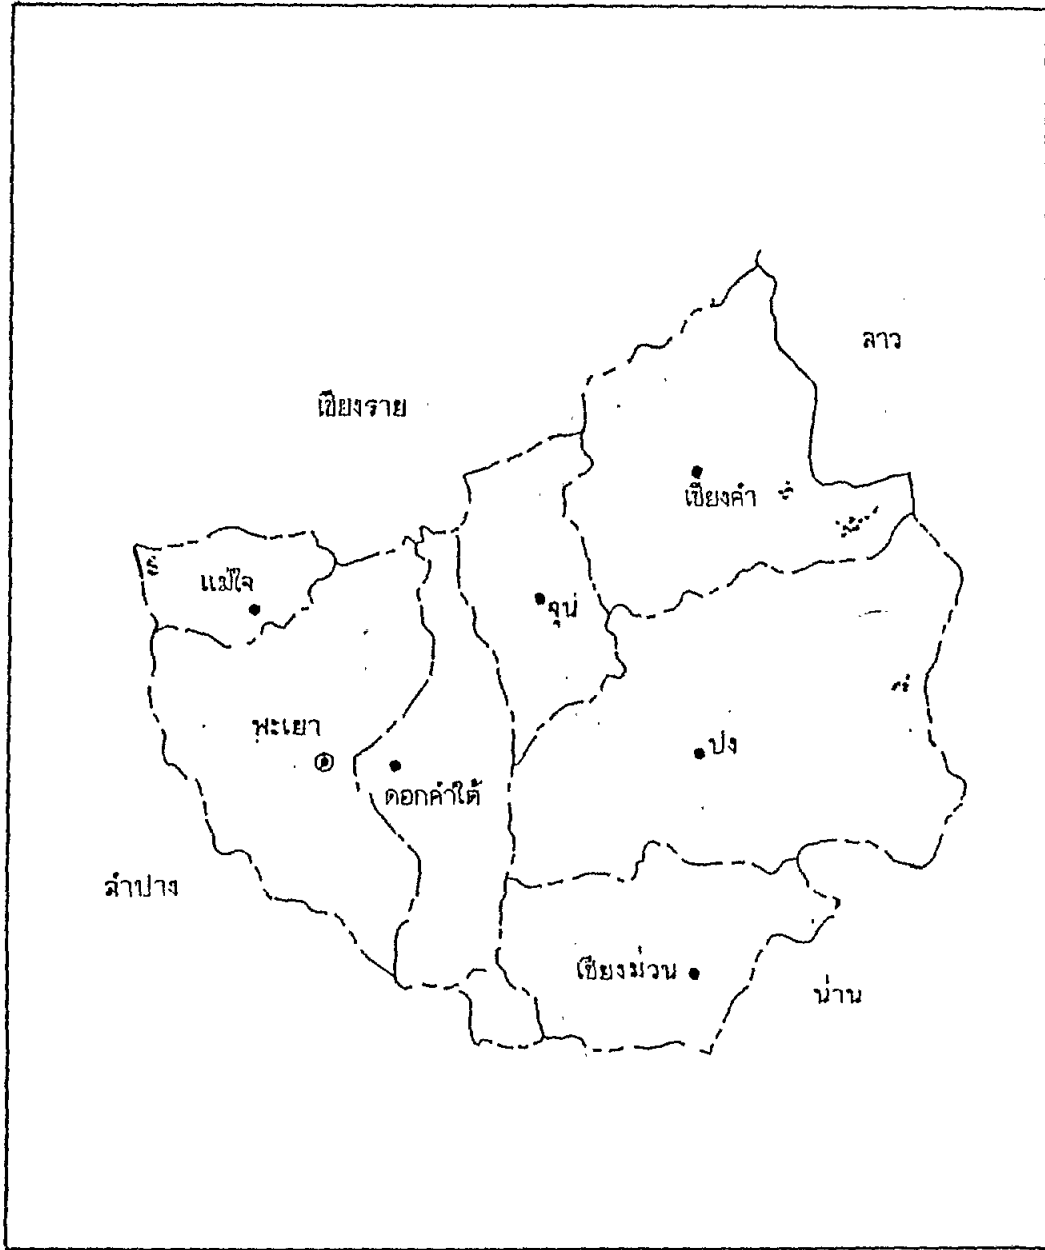 ลาว
เชียงราย
เชียงคำ
แม่ใจ
จุน
พะเยา
ปง
ดอกคำใต้
ลำปาง
เชียงม่วน
น่าน